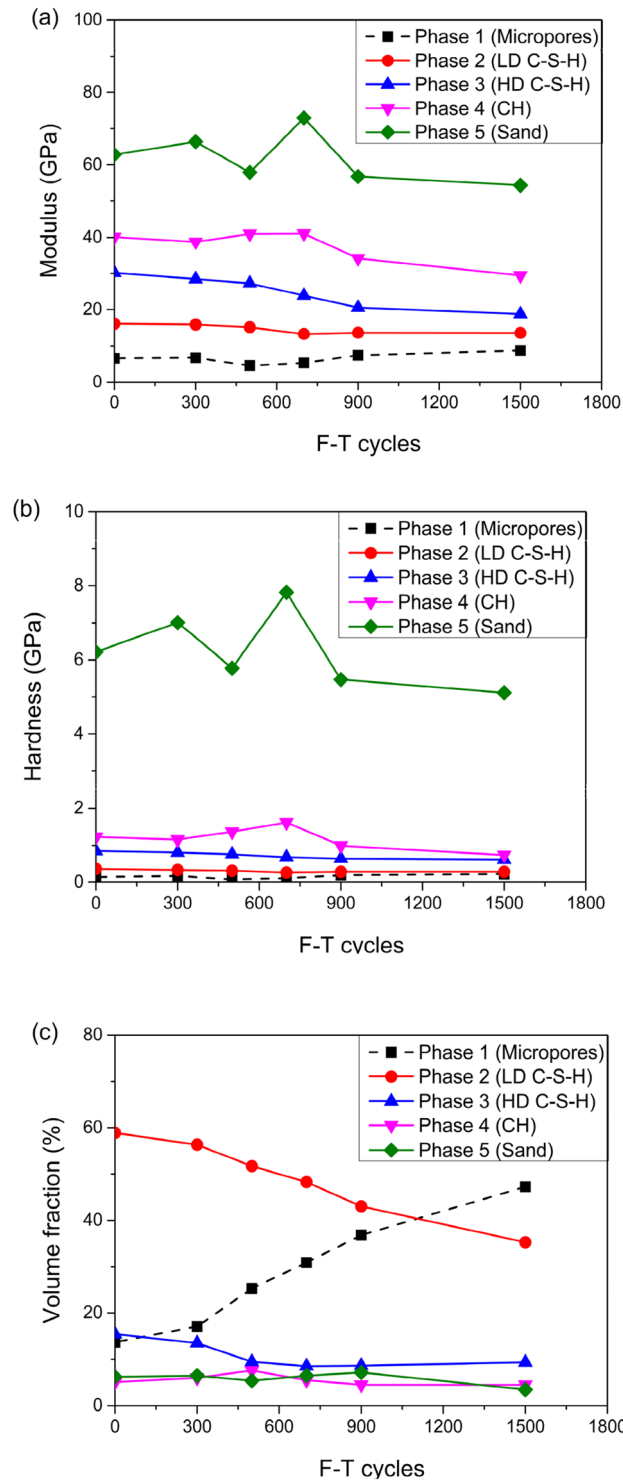 (a)
100
80
60
40
20
0
Modulus (GPa)
Phase 1 (Micropores)
Phase 2 (LD C-S-H)
Phase 3 (HD C-S-H)
Phase 4 (CH)
Phase 5 (Sand)
0 300 600 900 1200 1500 1800
F-T cycles
(b)
10
8
6
4
2
0
Hardness (GPa)
Phase 1 (Micropores)
Phase 2 (LD C-S-H)
Phase 3 (HD C-S-H)
Phase 4 (CH)
Phase 5 (Sand)
0 300 600 900 1200 1500 1800
F-T cycles
(c)
80
60
40
20
0
Volume fraction (%)
Phase 1 (Micropores)
Phase 2 (LD C-S-H)
Phase 3 (HD C-S-H)
Phase 4 (CH)
Phase 5 (Sand)
0 300 600 900 1200 1500 1800
F-T cycles